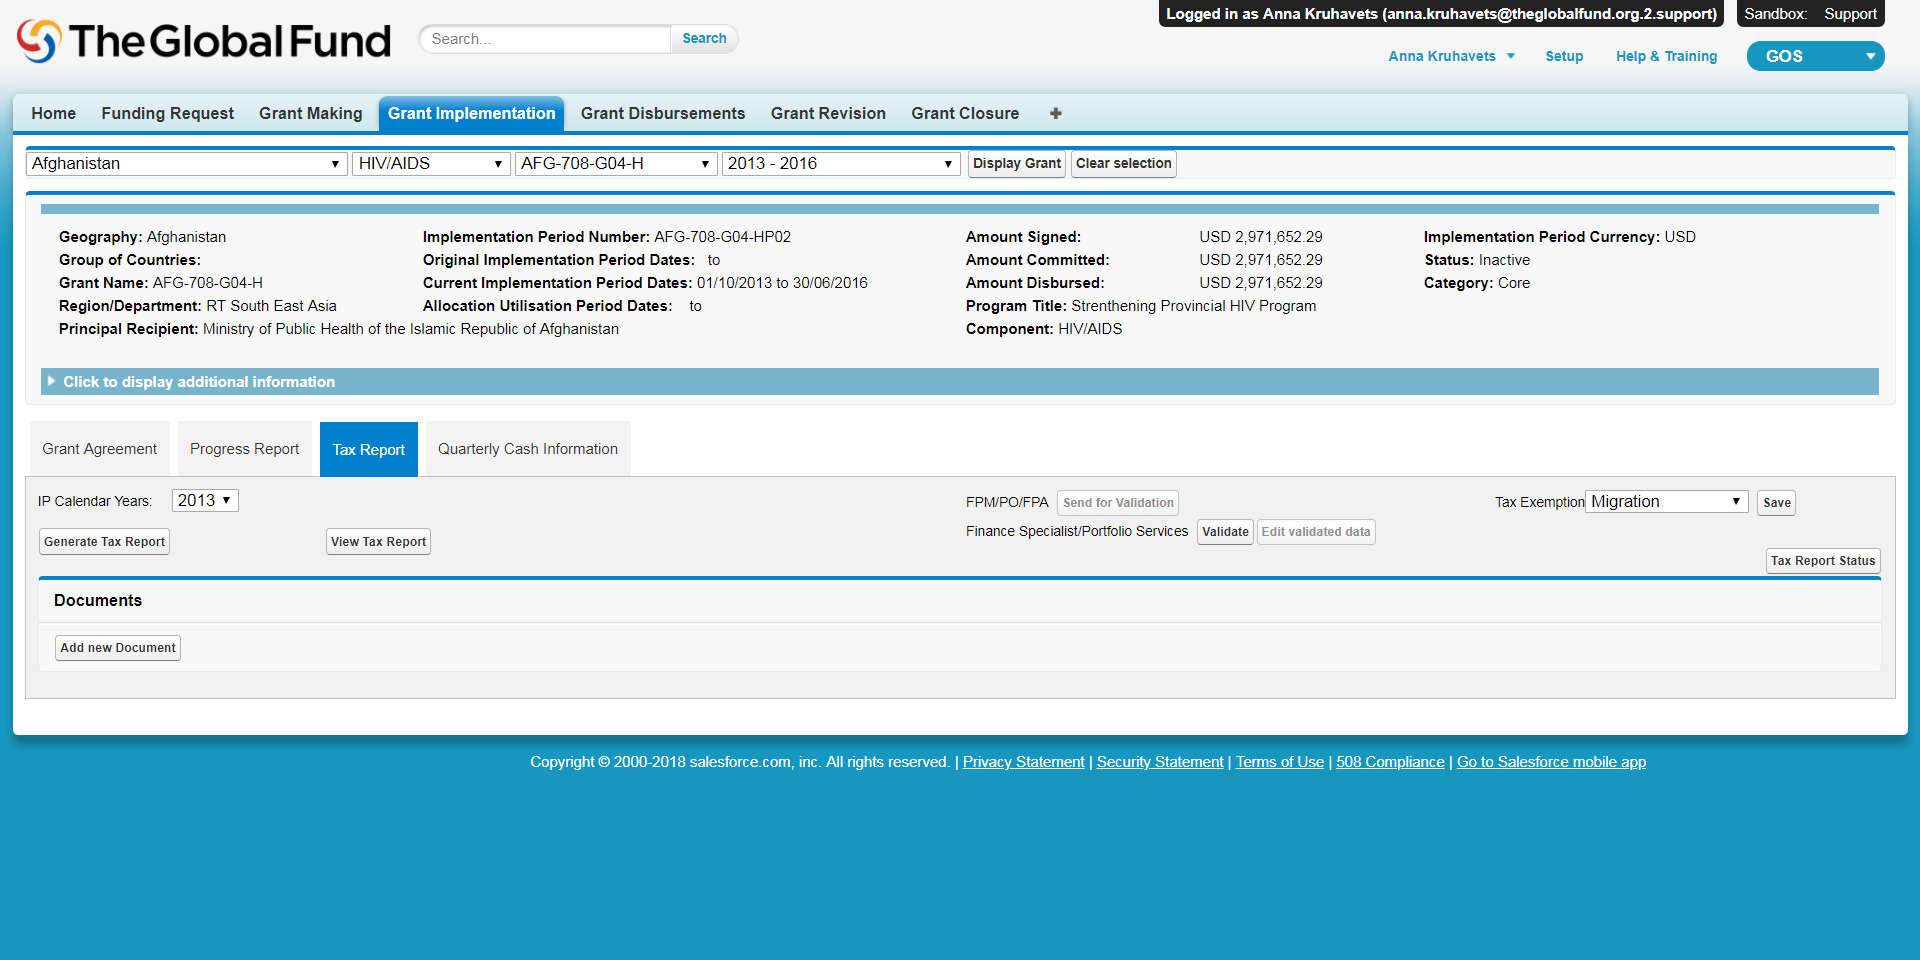 Logged in as Anna Kruhavets (anna.kruhavets@theglobalfund.org.2.support) Sandbox: Support
The Global Fund Search... Search
Anna Kruhavets Setup Help & Training GOS
Home Funding Request Grant Making Grant Implementation Grant Disbursements Grant Revision Grant Closure +
Afghanistan HIV/AIDS AFG-708-G04-H 2013 - 2016 Display Grant Clear selection
Geography: Afghanistan Implementation Period Number: AFG-708-G04-HP02 Amount Signed: USD 2,971,652.29 Implementation Period Currency: USD
Group of Countries: Original Implementation Period Dates: to Amount Committed: USD 2,971,652.29 Status: Inactive
Grant Name: AFG-708-G04-H Current Implementation Period Dates: 01/10/2013 to 30/06/2016 Amount Disbursed: USD 2,971,652.29 Category: Core
Region/Department: RT South East Asia Allocation Utilisation Period Dates: to Program Title: Strenthening Provincial HIV Program
Principal Recipient: Ministry of Public Health of the Islamic Republic of Afghanistan Component: HIV/AIDS
Click to display additional information
Grant Agreement Progress Report Tax Report Quarterly Cash Information
IP Calendar Years: 2013 FPM/PO/FPA Send for Validation Tax Exemption Migration Save
Finance Specialist/Portfolio Services Validate Edit validated data
Generate Tax Report View Tax Report
Tax Report Status
Documents
Add new Document
Copyright © 2000-2018 salesforce.com, inc. All rights reserved. | Privacy Statement | Security Statement | Terms of Use | 508 Compliance | Go to Salesforce mobile app